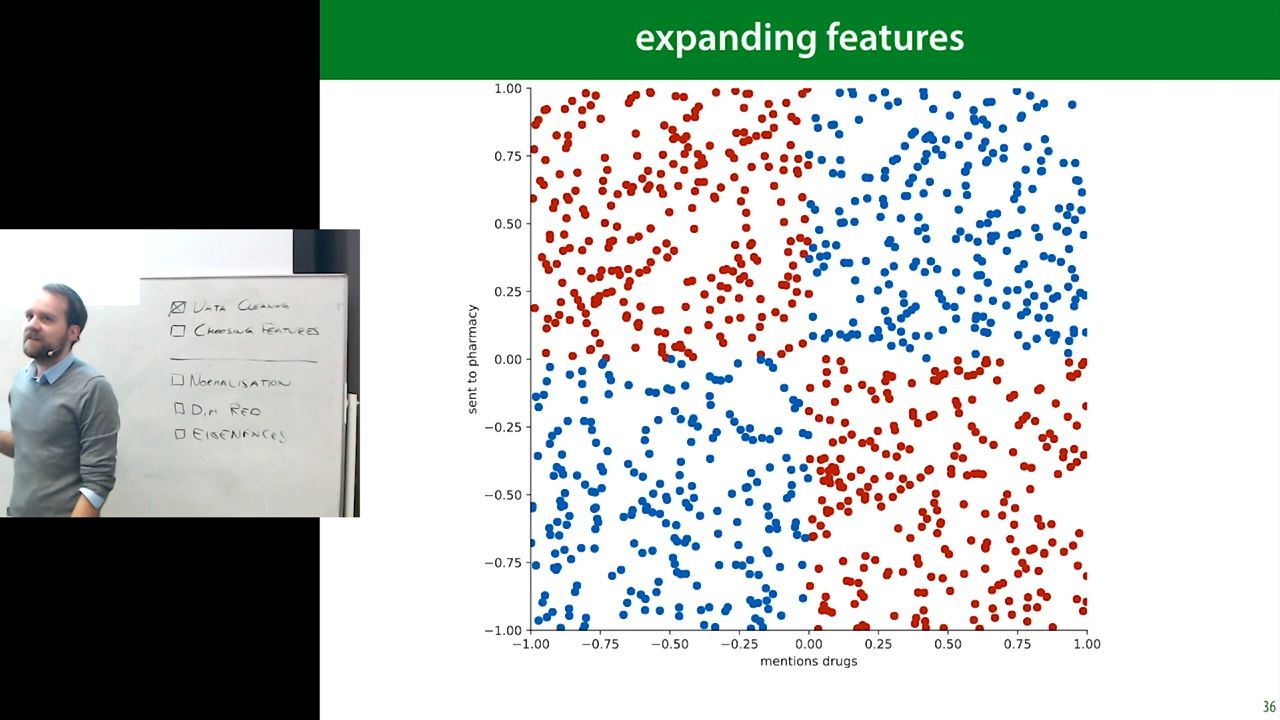 expanding features
DATA CLEANING
CHOOSING FEATURES
NORMALISATION
DIM RED
EIGENFACES
1.00
0.75
0.50
0.25
0.00
−0.25
−0.50
−0.75
−1.00
sent to pharmacy
−1.00 −0.75 −0.50 −0.25 0.00 0.25 0.50 0.75 1.00
mentions drugs
36